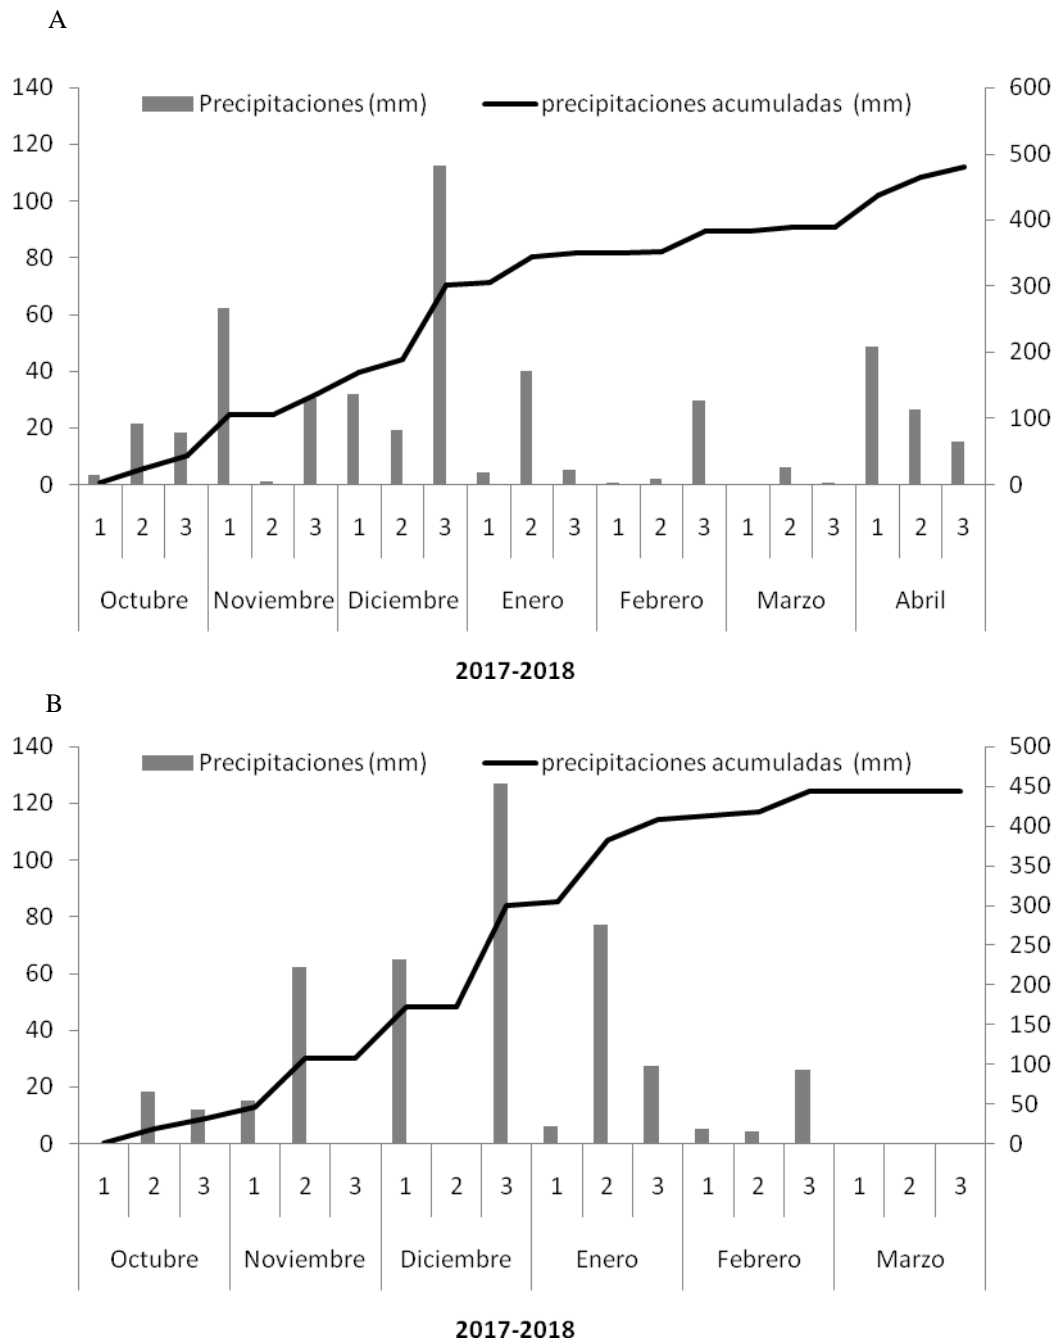 A
Precipitaciones (mm) precipitaciones acumuladas (mm)
140 600
120 500
100 400
80 300
60 200
40 100
20 0
0
1 2 3 1 2 3 1 2 3 1 2 3 1 2 3 1 2 3 1 2 3
Octubre Noviembre Diciembre Enero Febrero Marzo Abril
2017-2018
B
Precipitaciones (mm) precipitaciones acumuladas (mm)
140 500
120 450
100 400
80 350
60 300
40 250
20 200
0 150
100
50
0
1 2 3 1 2 3 1 2 3 1 2 3 1 2 3 1 2 3
Octubre Noviembre Diciembre Enero Febrero Marzo
2017-2018